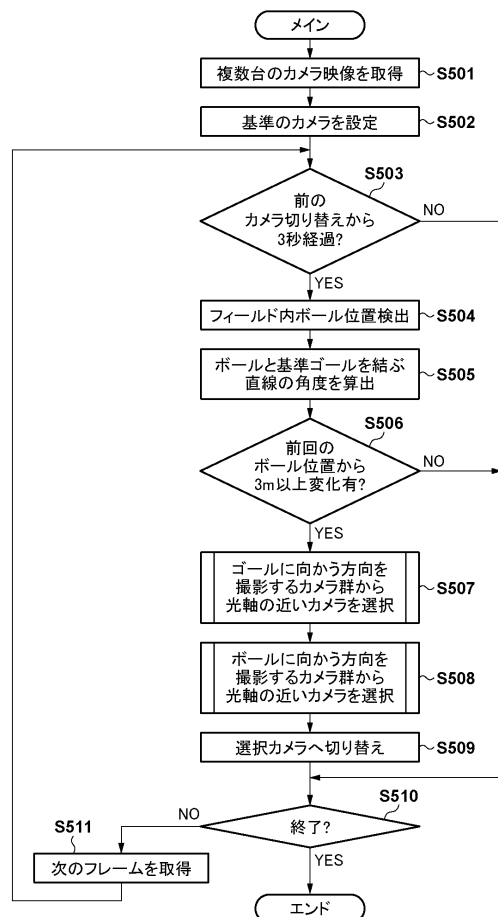 メイン
複数台のカメラ映像を取得
S501
基準のカメラを設定
S502
S503
前の
カメラ切り替えから
3秒経過?
NO
YES
フィールド内ボール位置検出
S504
ボールと基準ゴールを結ぶ
直線の角度を算出
S505
S506
前回の
ボール位置から
3m以上変化有?
NO
YES
ゴールに向かう方向を
撮影するカメラ群から
光軸の近いカメラを選択
S507
ボールに向かう方向を
撮影するカメラ群から
光軸の近いカメラを選択
S508
選択カメラへ切り替え
S509
S510
終了?
NO
YES
S511
次のフレームを取得
エンド